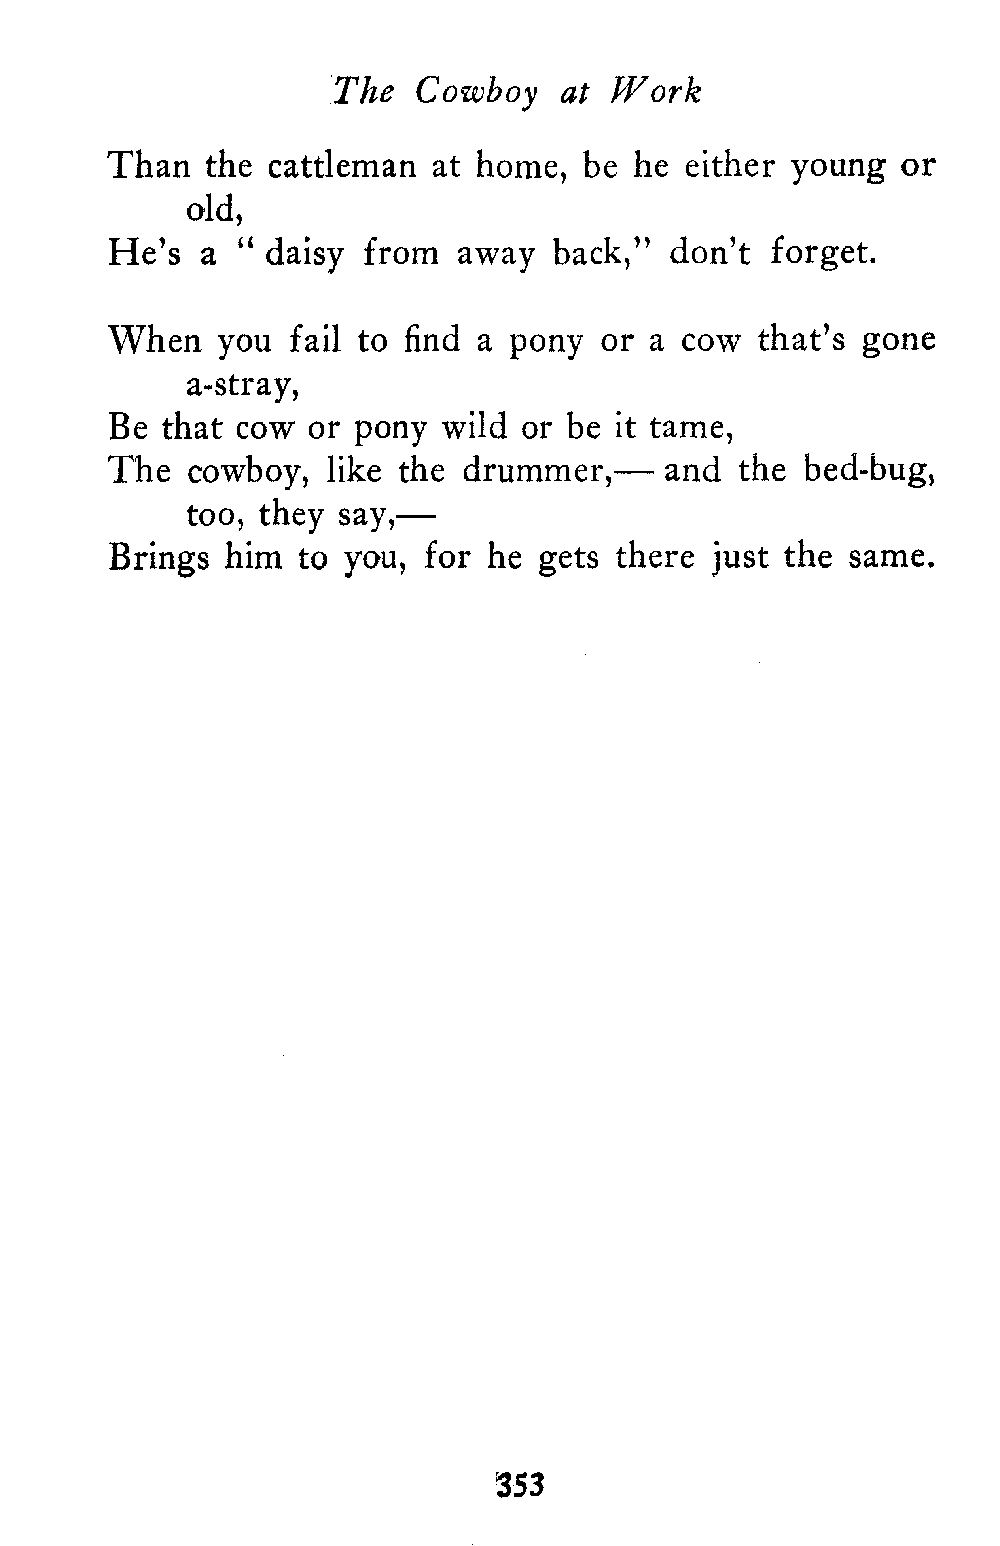 The Cowboy at Work
Than the cattleman at home, be he either young or
old,
He's a " daisy from away back," don't forget.
When you fail to find a pony or a cow that's gone
a-stray,
Be that cow or pony wild or be it tame,
The cowboy, like the drummer,— and the bed-bug,
too, they say,—
Brings him to you, for he gets there just the same.
353